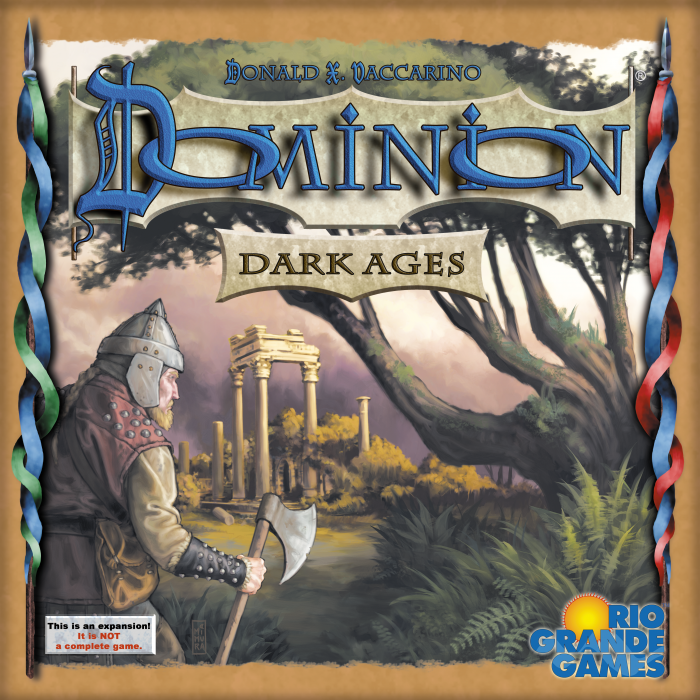 DONALD X. VACCARINO
DOMINION
®
DARK AGES
This is an expansion!
It is NOT
a complete game.
RIO
GRANDE
GAMES